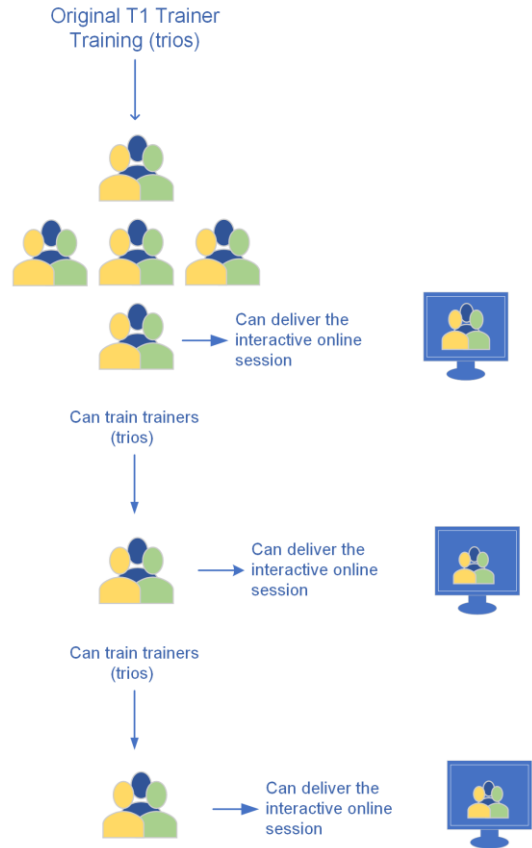 Original T1 Trainer
Training (trios)
Can deliver the
interactive online
session
Can train trainers
(trios)
Can deliver the
interactive online
session
Can train trainers
(trios)
Can deliver the
interactive online
session